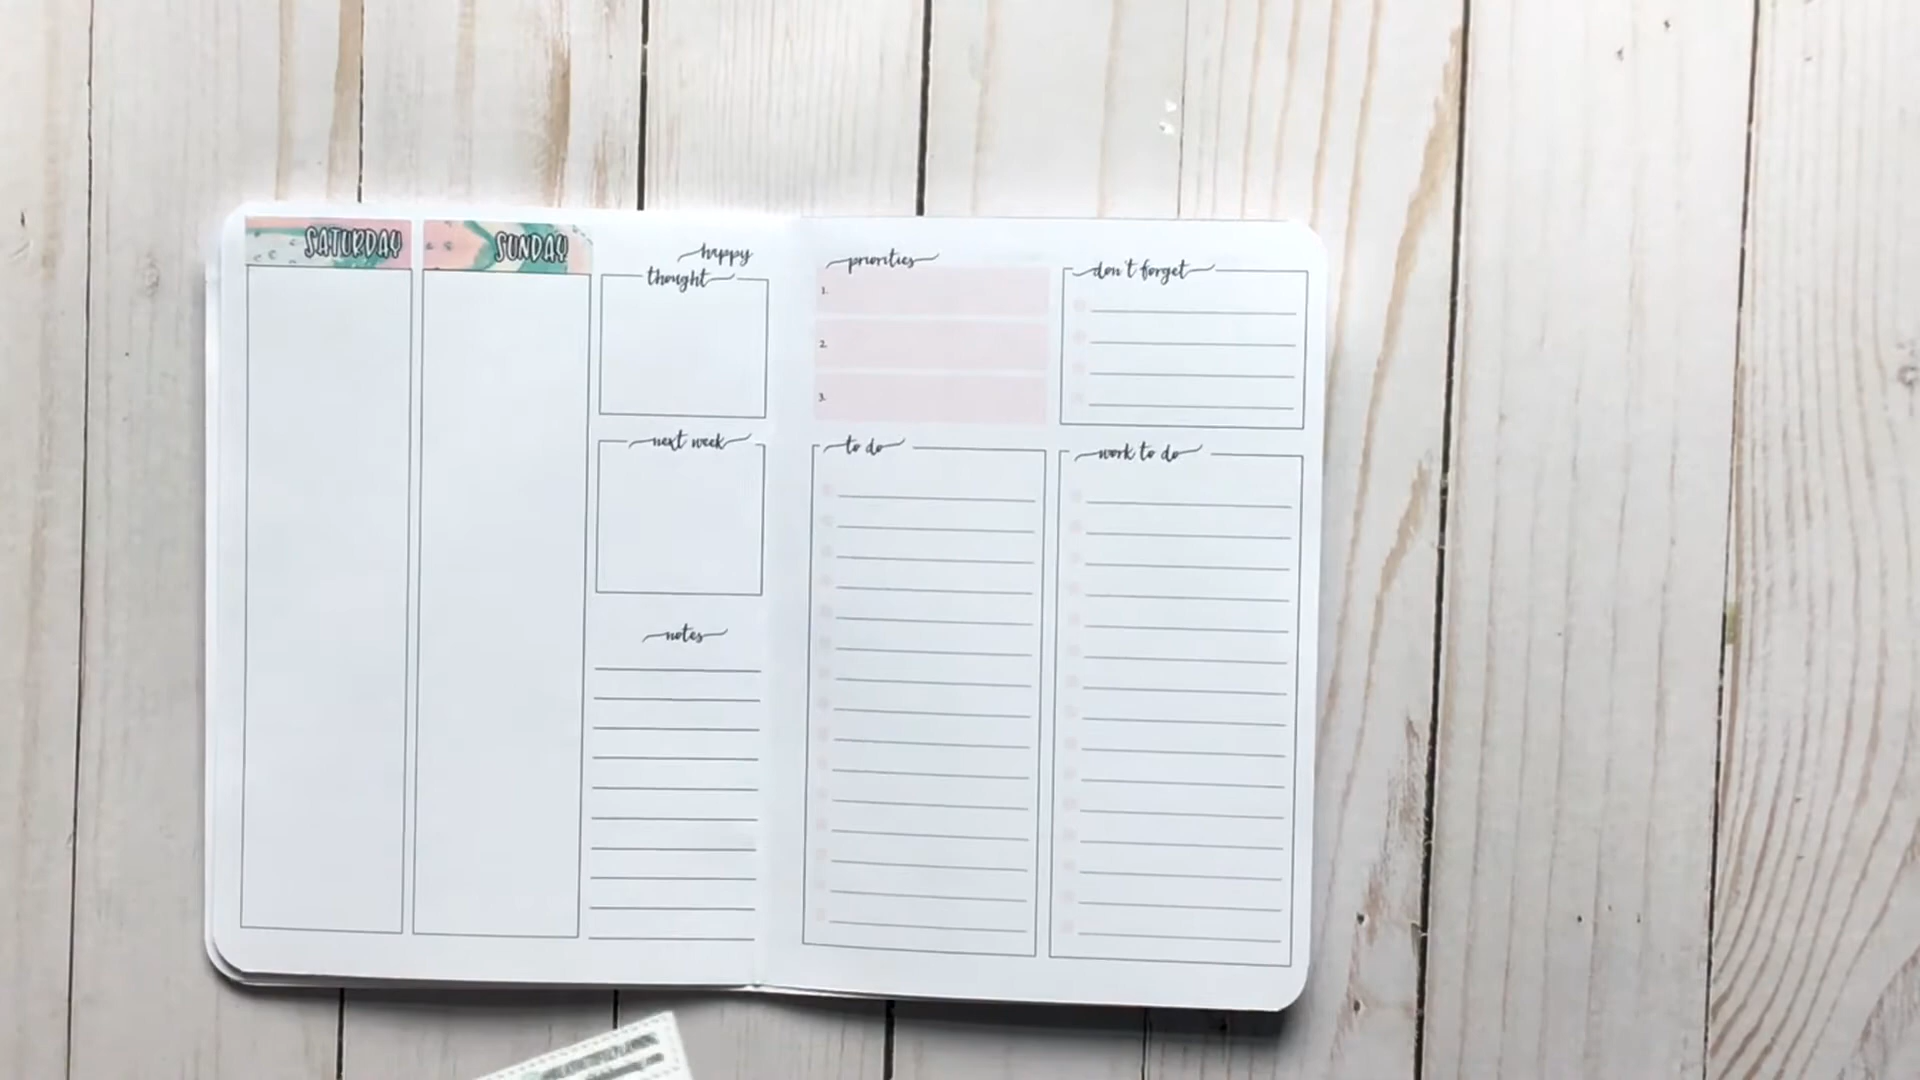 SATURDAY
SUNDAY
happy
thought
next week
notes
priorities
1.
2.
3.
don't forget
to do
work to do